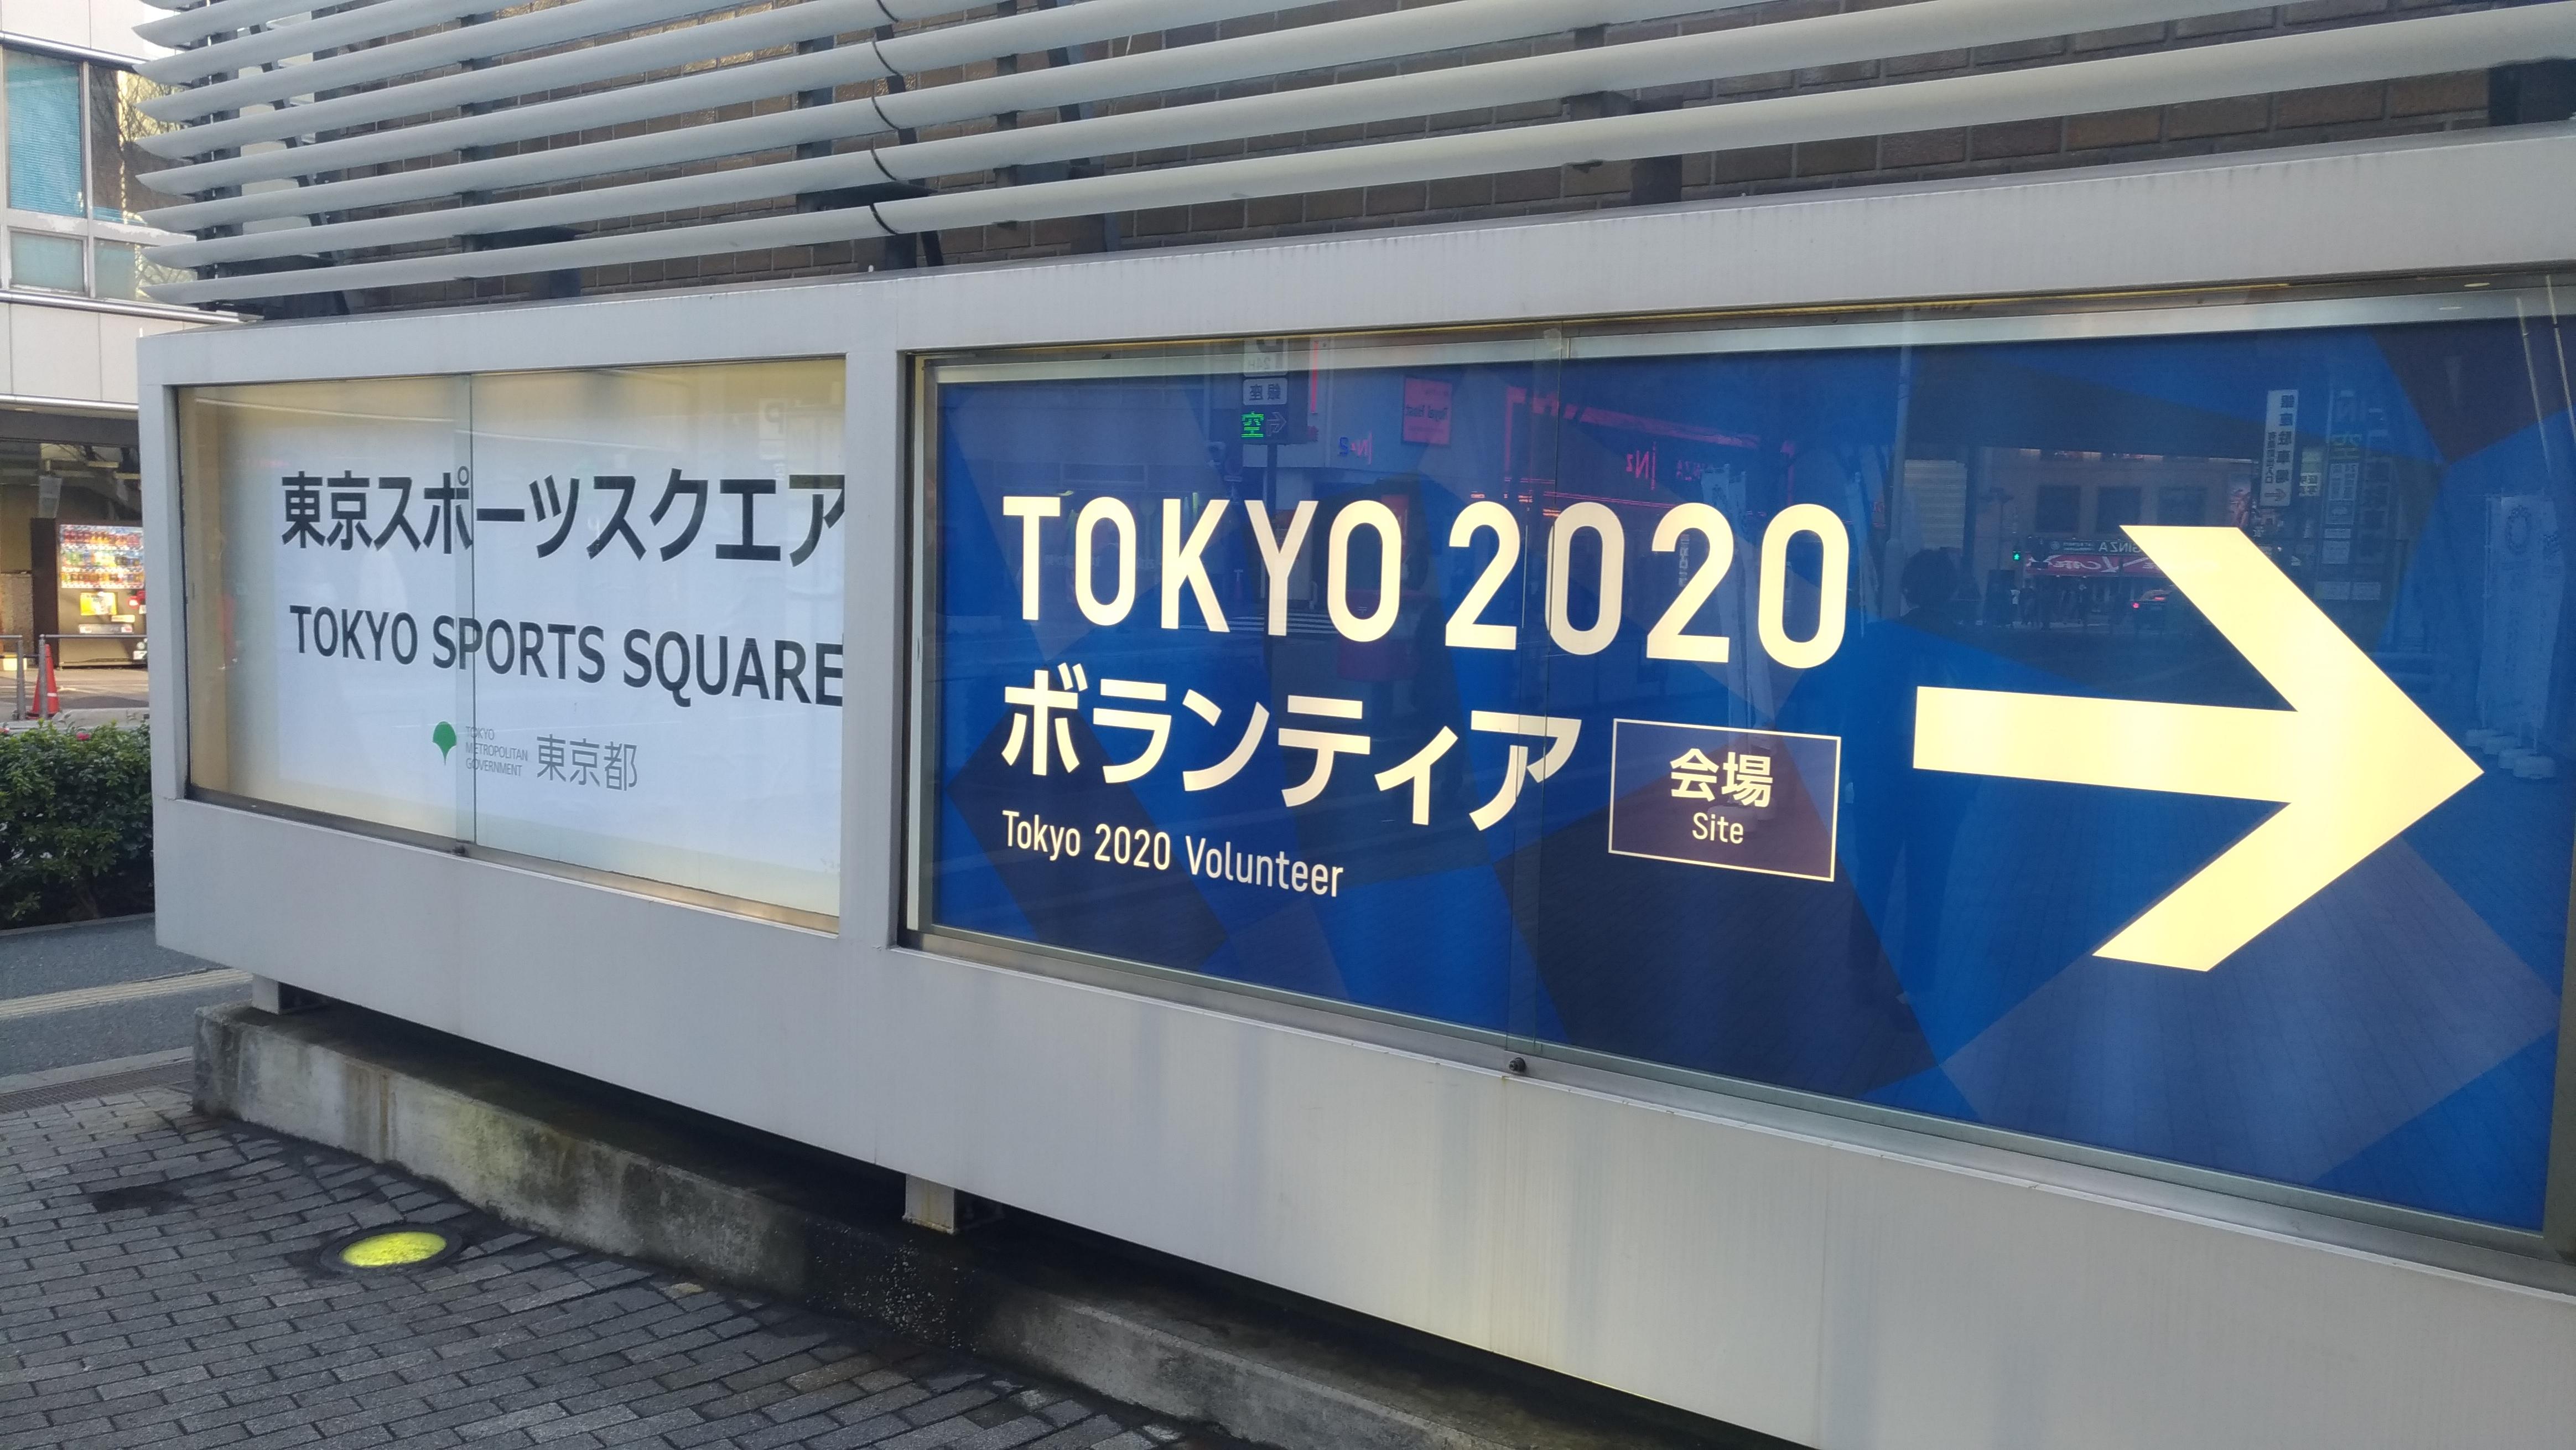 東京スポーツスクエア
TOKYO SPORTS SQUARE
TOKYO
METROPOLITAN
GOVERNMENT
東京都
TOKYO 2020
ボランティア
Tokyo 2020 Volunteer
会場
Site